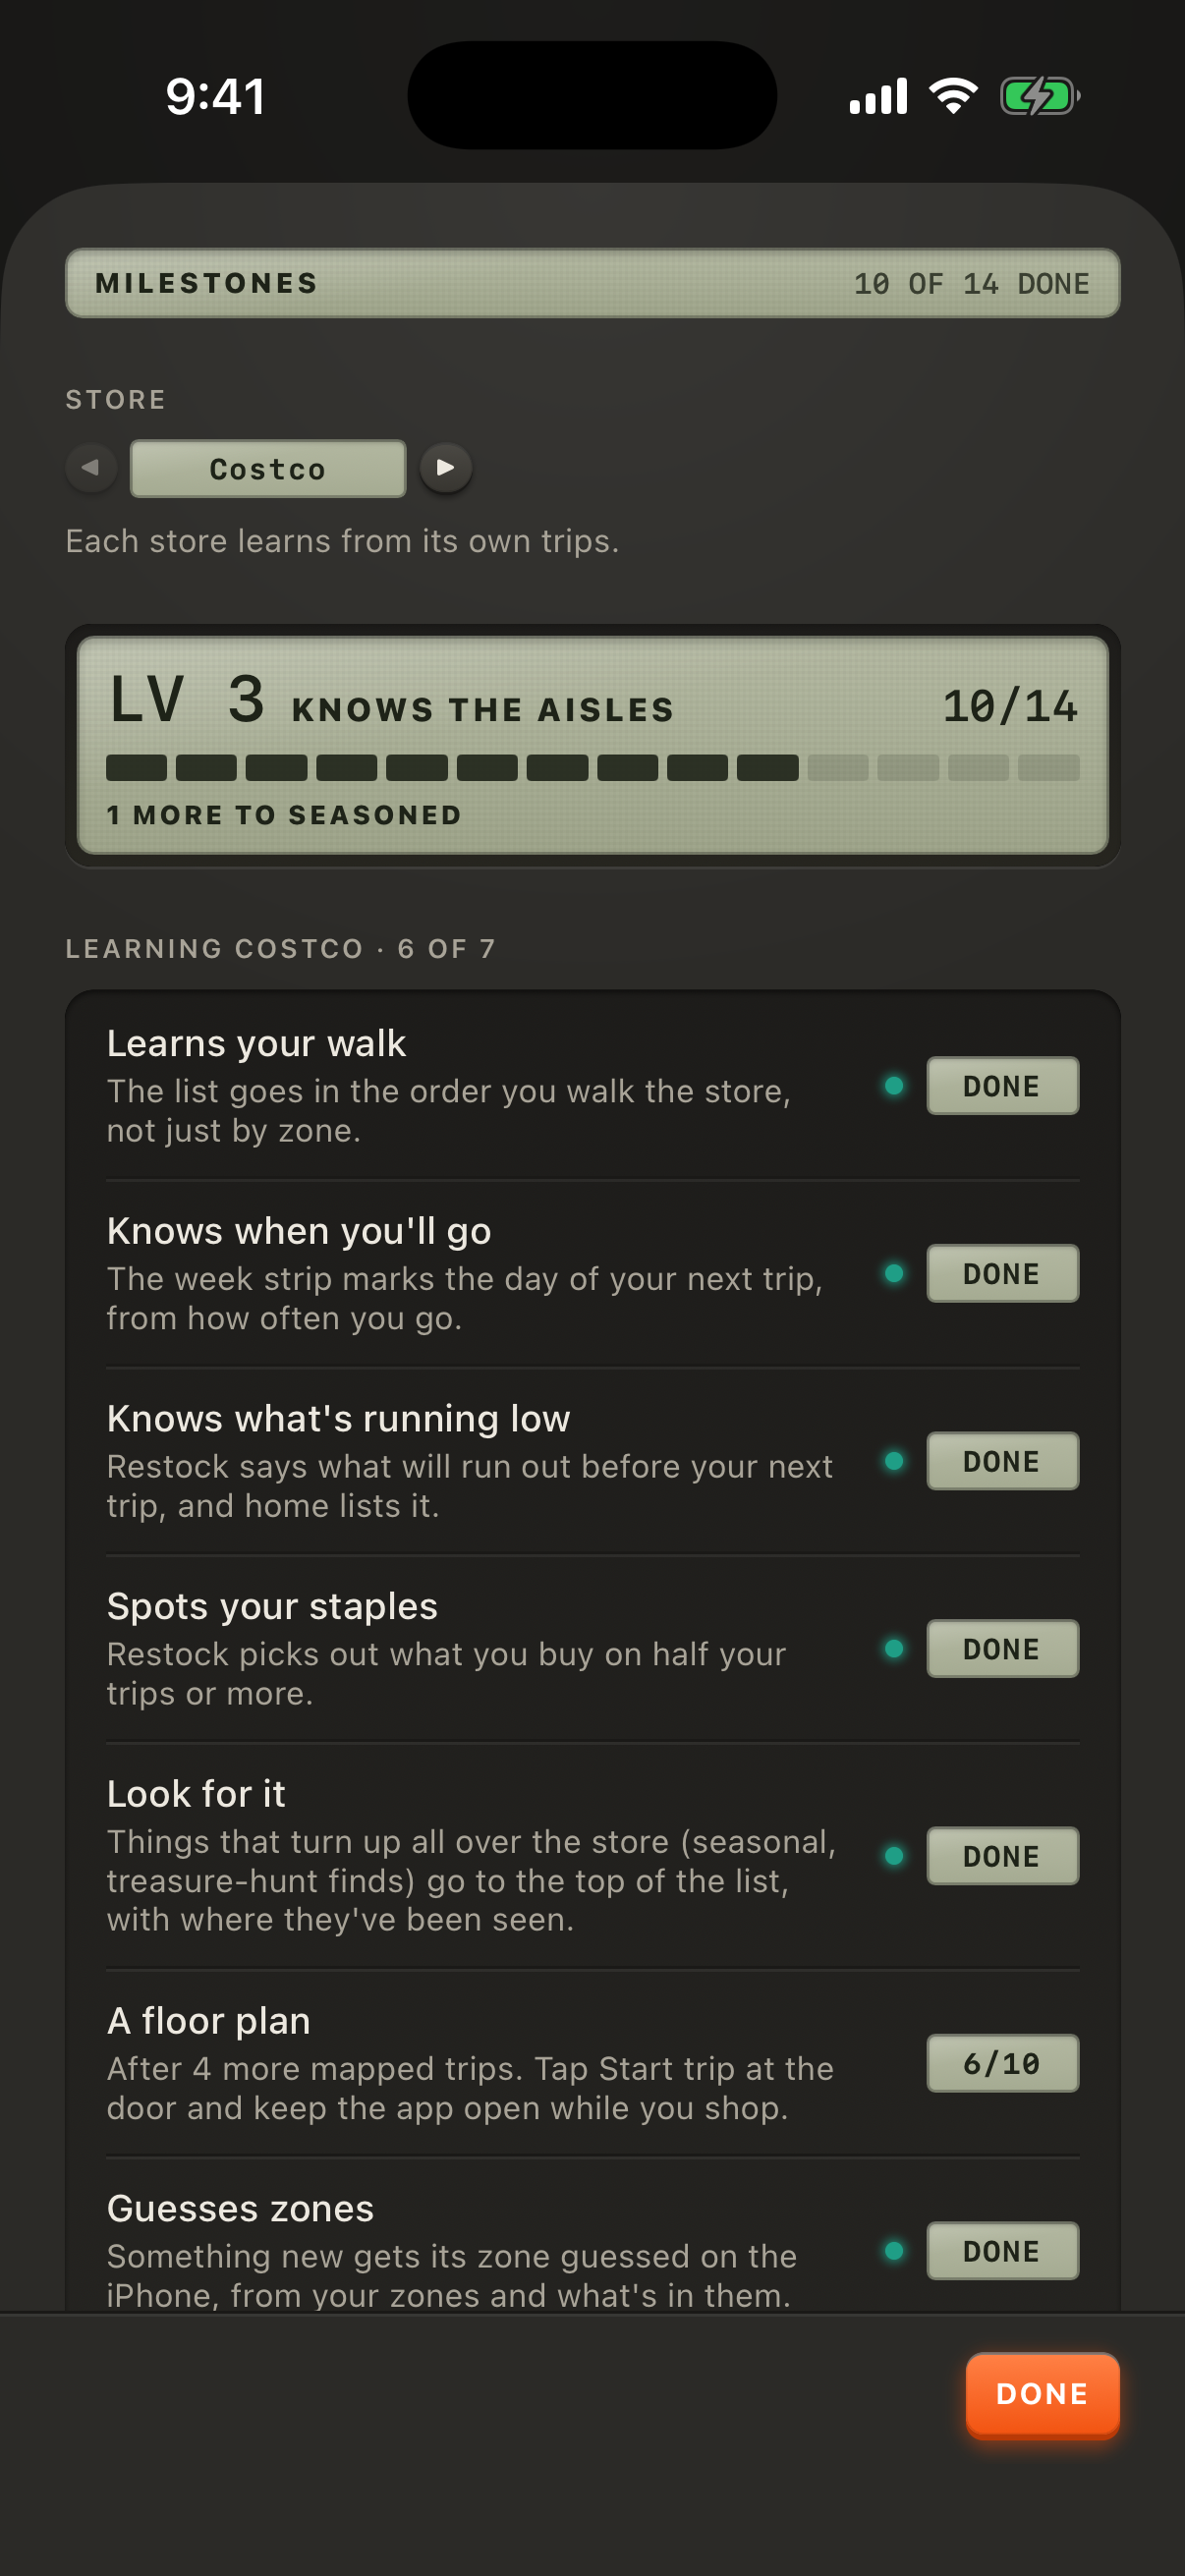 9:41
MILESTONES 10 OF 14 DONE
STORE
Costco
Each store learns from its own trips.
LV 3 KNOWS THE AISLES 10/14
1 MORE TO SEASONED
LEARNING COSTCO · 6 OF 7
Learns your walk
The list goes in the order you walk the store,
not just by zone.
DONE
Knows when you'll go
The week strip marks the day of your next trip,
from how often you go.
DONE
Knows what's running low
Restock says what will run out before your next
trip, and home lists it.
DONE
Spots your staples
Restock picks out what you buy on half your
trips or more.
DONE
Look for it
Things that turn up all over the store (seasonal,
treasure-hunt finds) go to the top of the list,
with where they've been seen.
DONE
A floor plan
After 4 more mapped trips. Tap Start trip at the
door and keep the app open while you shop.
6/10
Guesses zones
Something new gets its zone guessed on the
iPhone, from your zones and what's in them.
DONE
DONE